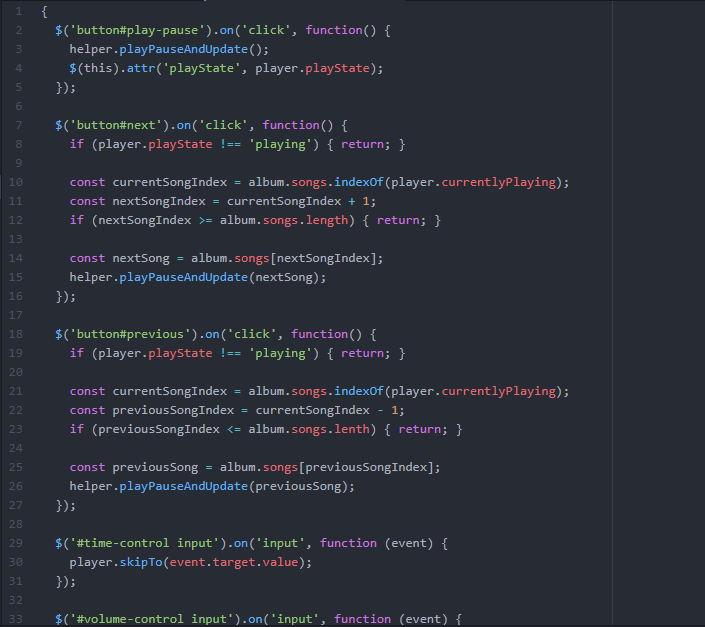 1 {
2   $('button#play-pause').on('click', function() {
3     helper.playPauseAndUpdate();
4     $(this).attr('playState', player.playState);
5   });
6
7   $('button#next').on('click', function() {
8     if (player.playState !== 'playing') { return; }
9
10     const currentSongIndex = album.songs.indexOf(player.currentlyPlaying);
11     const nextSongIndex = currentSongIndex + 1;
12     if (nextSongIndex >= album.songs.length) { return; }
13
14     const nextSong = album.songs[nextSongIndex];
15     helper.playPauseAndUpdate(nextSong);
16   });
17
18   $('button#previous').on('click', function() {
19     if (player.playState !== 'playing') { return; }
20
21     const currentSongIndex = album.songs.indexOf(player.currentlyPlaying);
22     const previousSongIndex = currentSongIndex - 1;
23     if (previousSongIndex <= album.songs.lenth) { return; }
24
25     const previousSong = album.songs[previousSongIndex];
26     helper.playPauseAndUpdate(previousSong);
27   });
28
29   $('#time-control input').on('input', function (event) {
30     player.skipTo(event.target.value);
31   });
32
33   $('#volume-control input').on('input', function (event) {